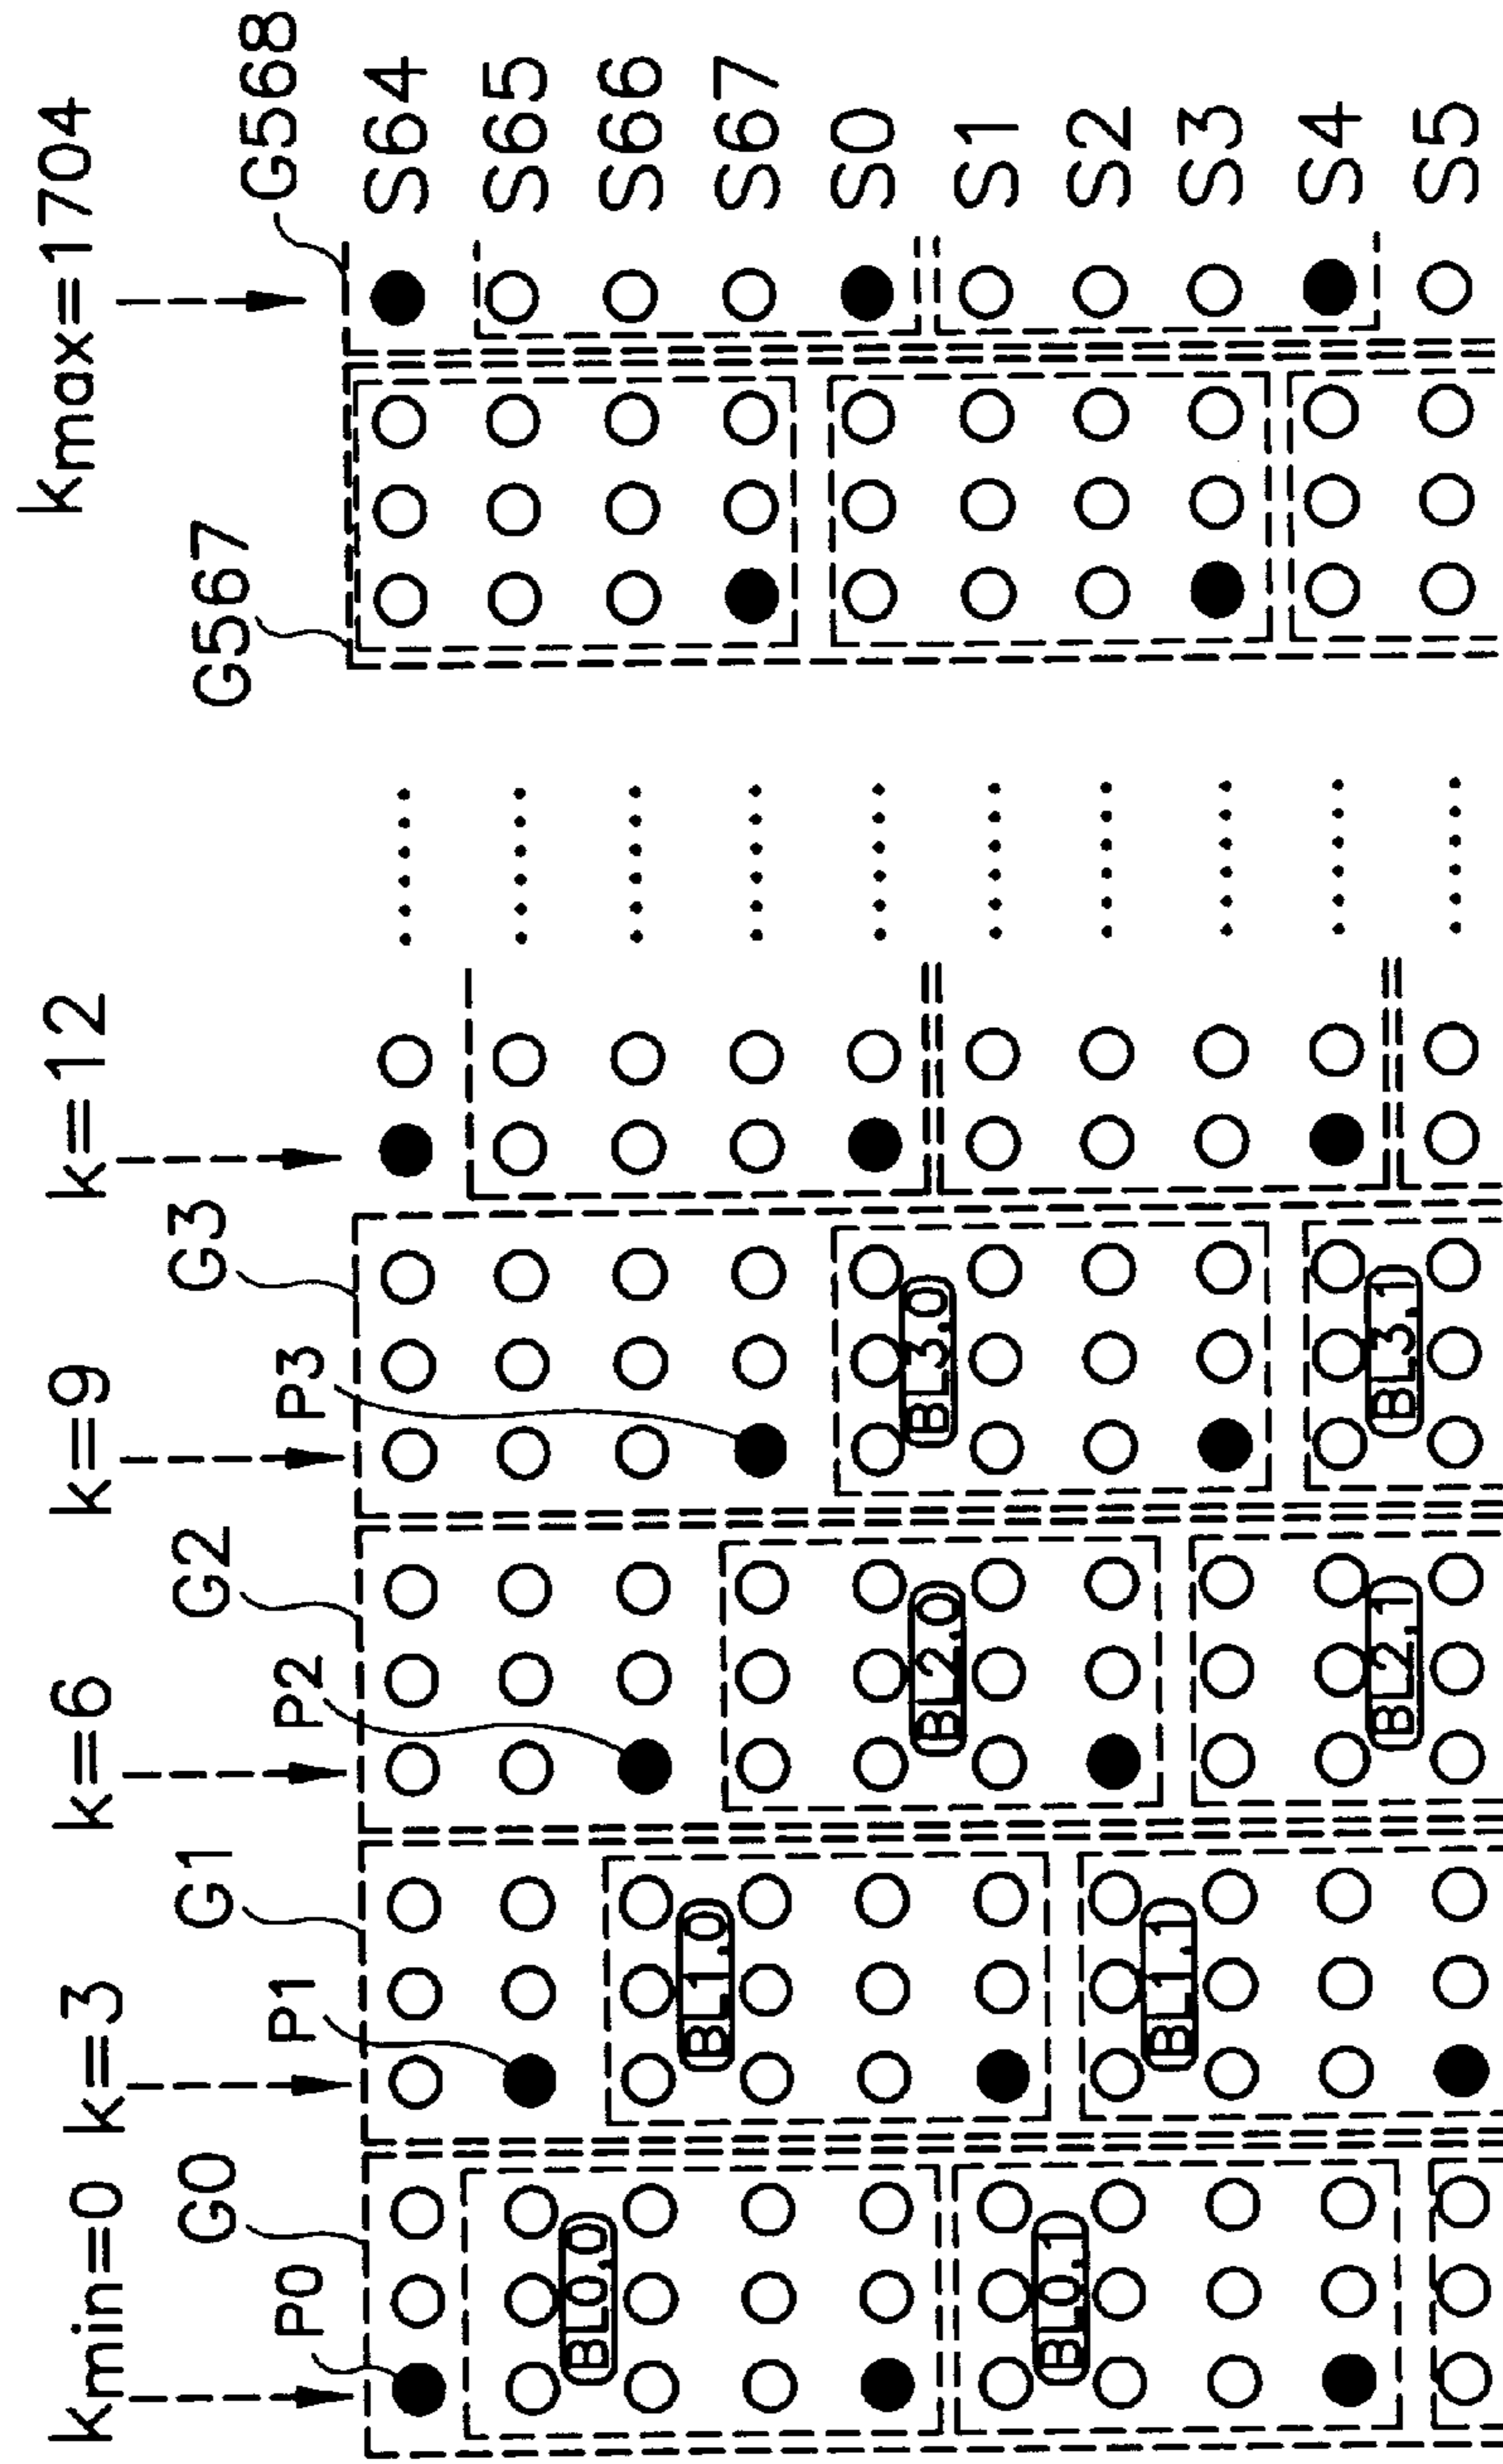 kmin=0
k=3
k=6
k=9
k=12
kmax=1704
G0
G1
G2
G3
G567
G568
P0
P1
P2
P3
S64
S65
S66
S67
S0
S1
S2
S3
S4
S5
BL0.0
BL1.0
BL2.0
BL3.0
BL0.1
BL1.1
BL2.1
BL3.1